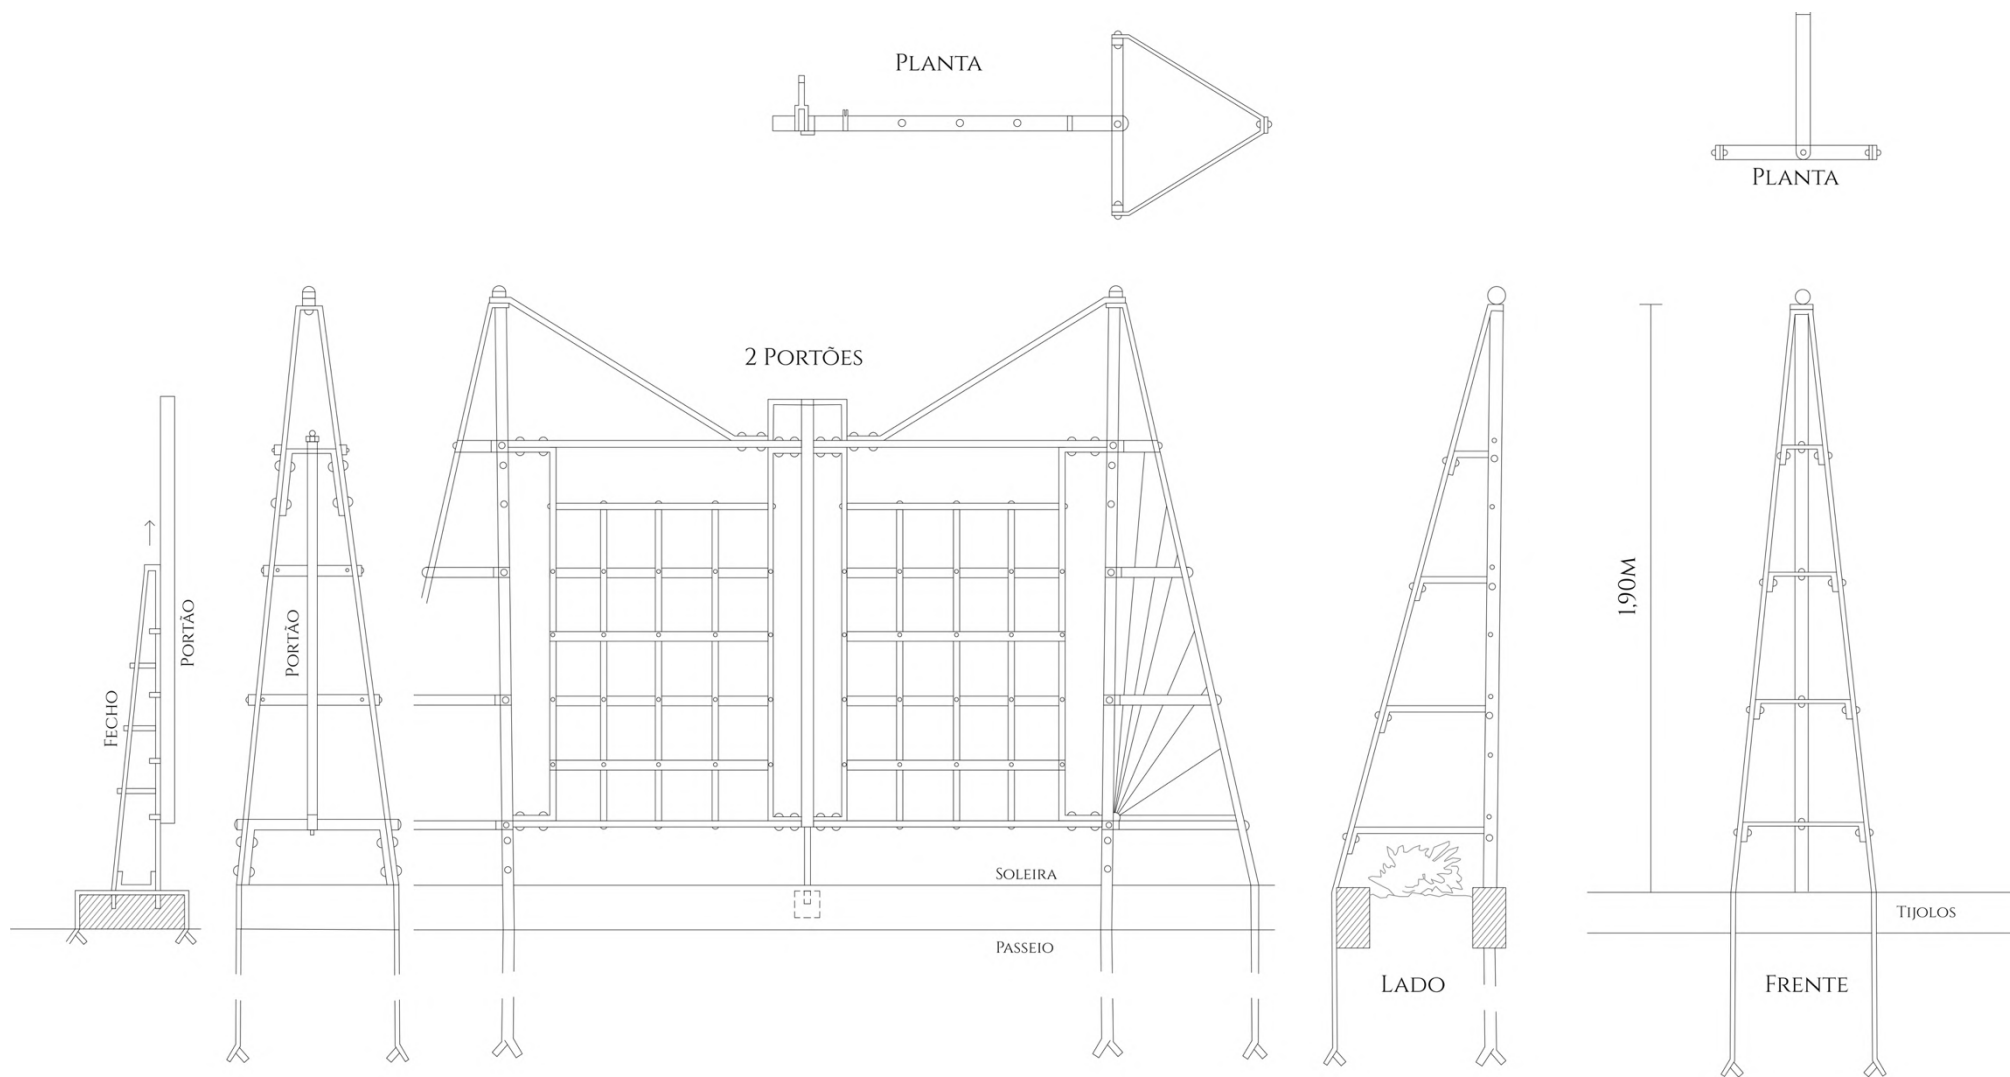 Planta
Planta
2 Portões
Portão
Fecho
Portão
1,90m
Soleira
Passeio
Tijolos
Lado
Frente